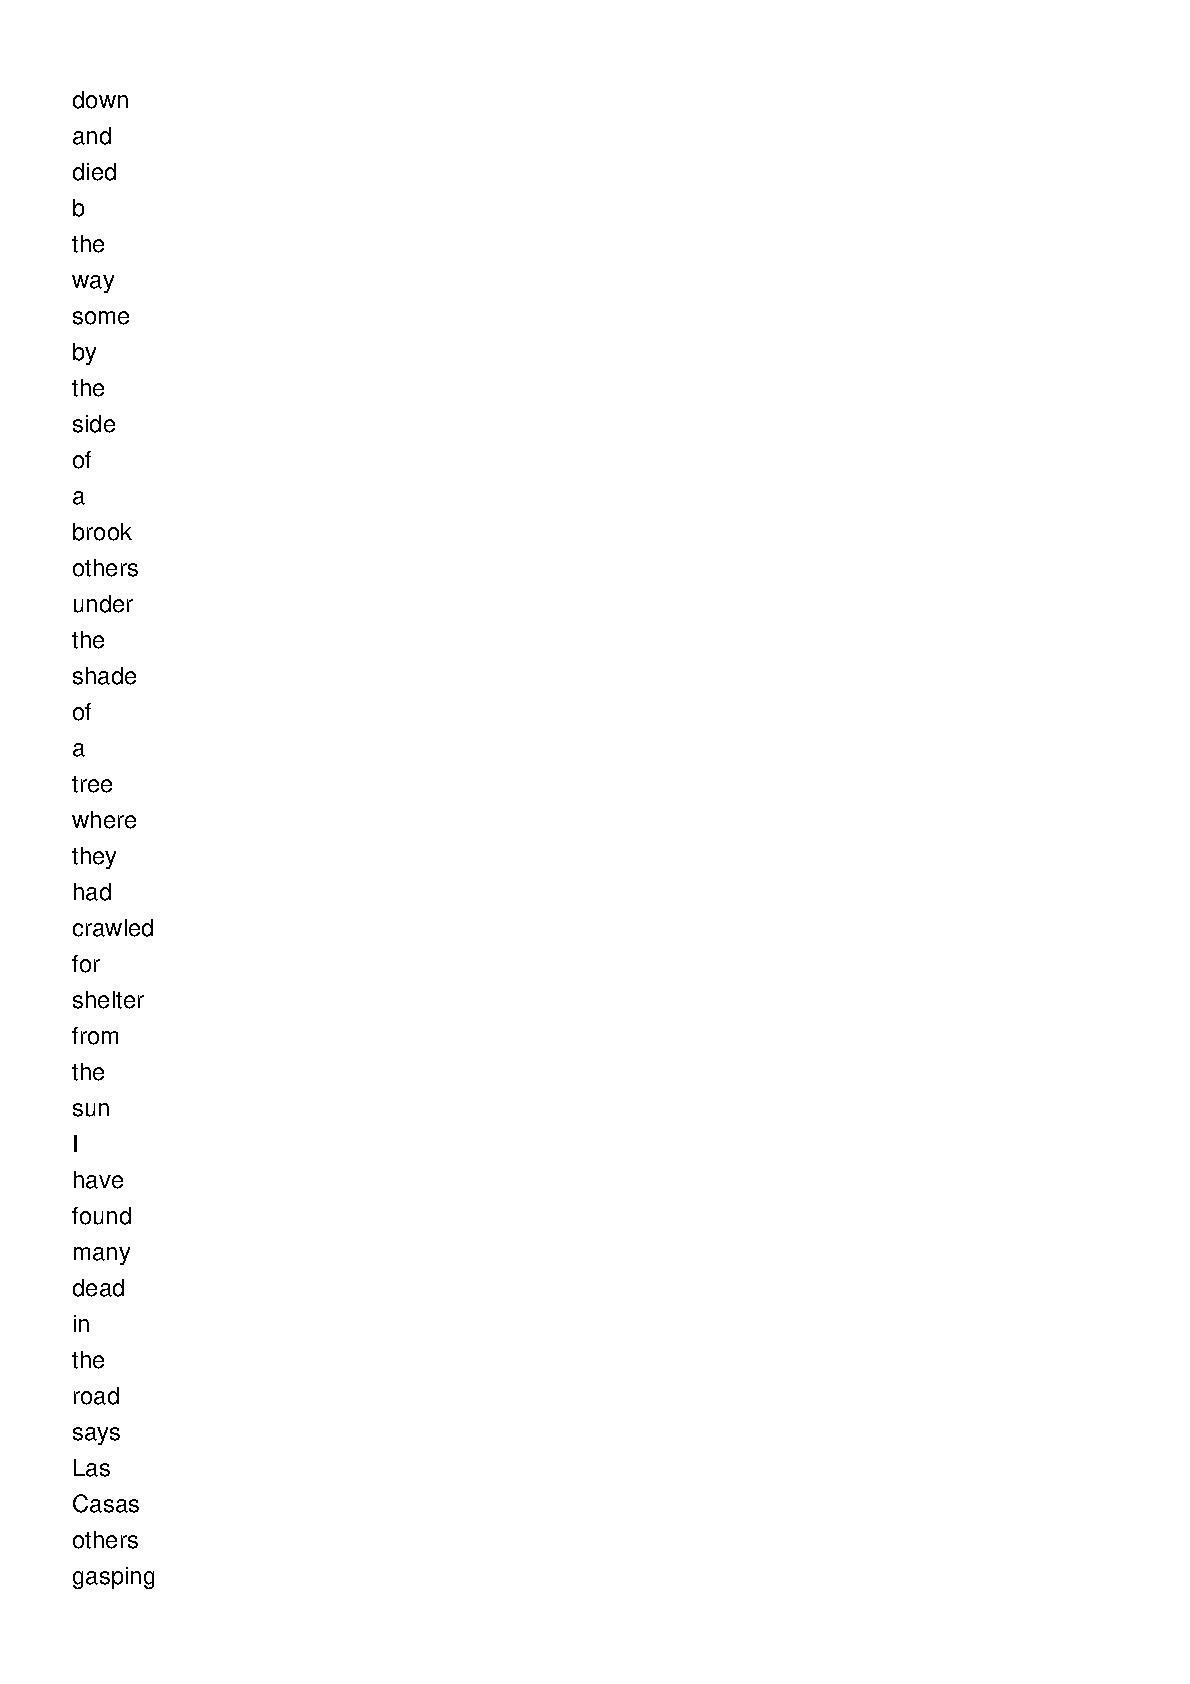 down
and
died
b
the
way
some
by
the
side
of
a
brook
others
under
the
shade
of
a
tree
where
they
had
crawled
for
shelter
from
the
sun
I
have
found
many
dead
in
the
road
says
Las
Casas
others
gasping